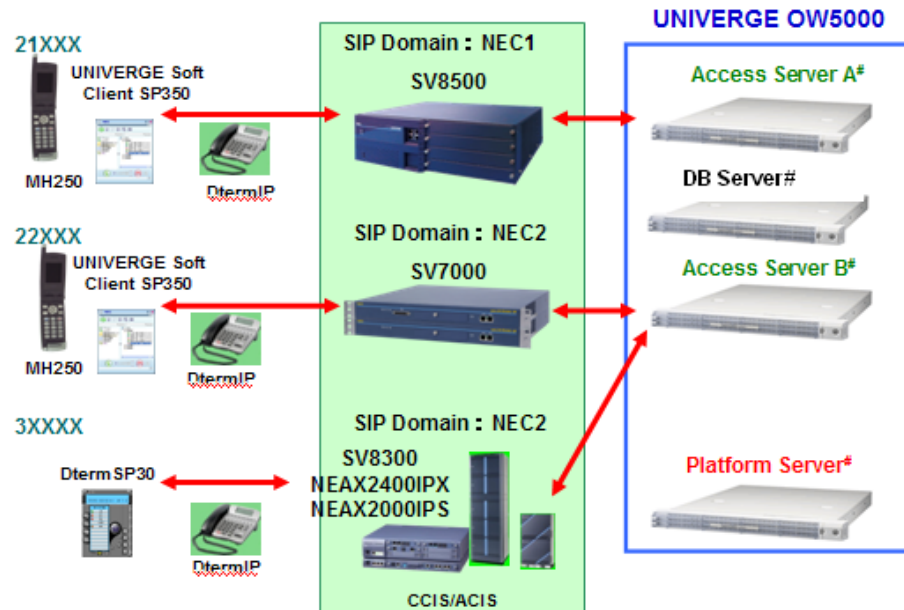 UNIVERGE OW5000
21XXX
UNIVERGE Soft
Client SP350
MH250
DtermIP
SIP Domain : NEC1
SV8500
Access Server A#
DB Server#
22XXX
UNIVERGE Soft
Client SP350
MH250
DtermIP
SIP Domain : NEC2
SV7000
Access Server B#
3XXXX
Dterm SP30
DtermIP
SIP Domain : NEC2
SV8300
NEAX2400IPX
NEAX2000IPS
CCIS/ACIS
Platform Server#